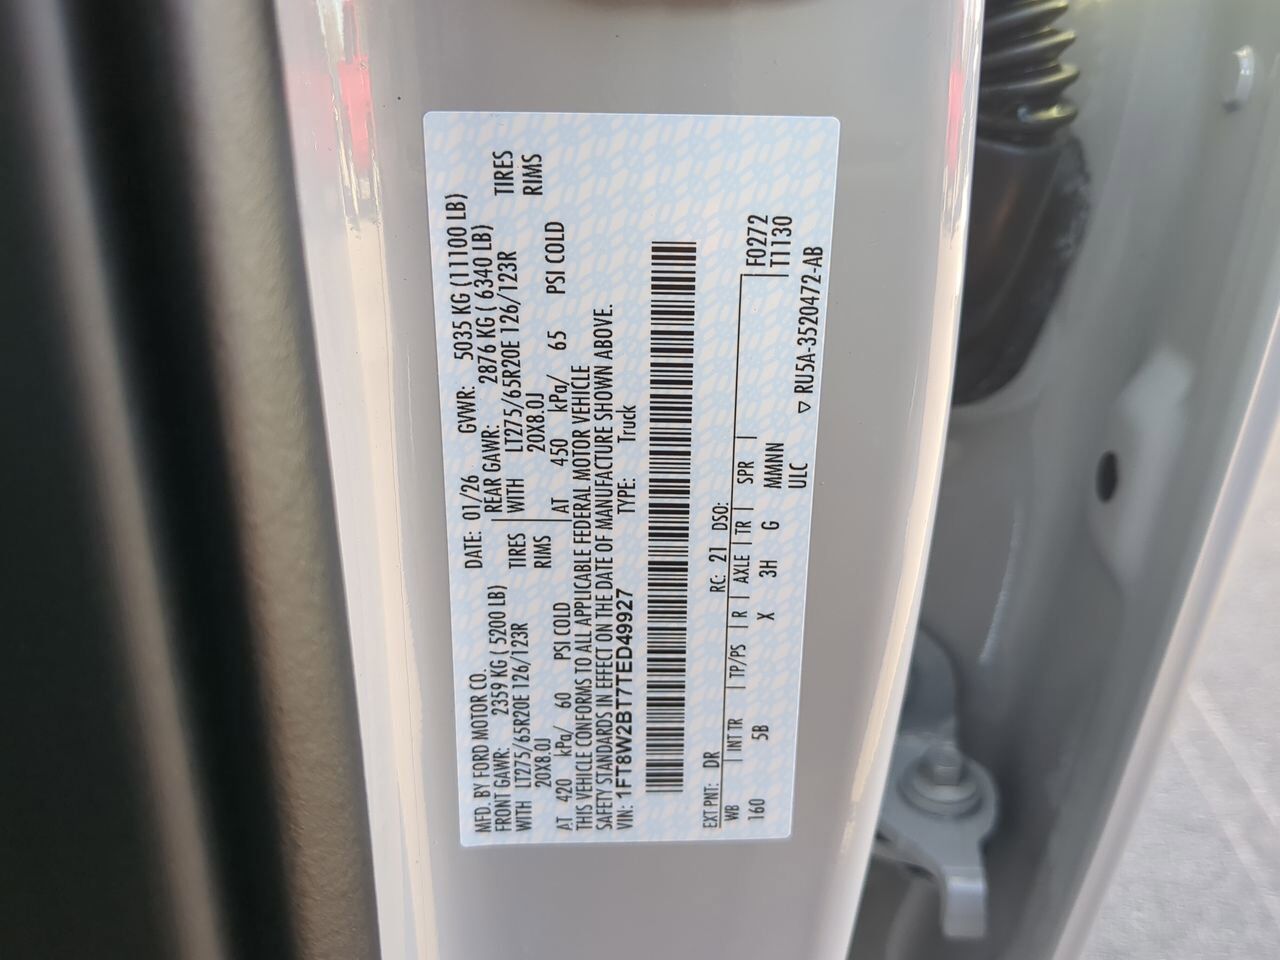 MFD. BY FORD MOTOR CO. DATE: 01/26 GVWR: 5035 KG (11100 LB)
FRONT GAWR: 2359 KG ( 5200 LB) REAR GAWR: 2876 KG ( 6340 LB)
WITH LT275/65R20E 126/123R TIRES WITH LT275/65R20E 126/123R TIRES
20X8.0J RIMS 20X8.0J RIMS
AT 420 kPa/ 60 PSI COLD AT 450 kPa/ 65 PSI COLD
THIS VEHICLE CONFORMS TO ALL APPLICABLE FEDERAL MOTOR VEHICLE
SAFETY STANDARDS IN EFFECT ON THE DATE OF MANUFACTURE SHOWN ABOVE.
VIN: 1FT8W2BT7TED49927 TYPE: Truck
EXT PNT: DR RC: 21 DSO:
WB INT TR TP/PS R AXLE TR SPR F0272
160 5B X 3H G MMNN T1130
ULC
▽ RU5A-3520472-AB